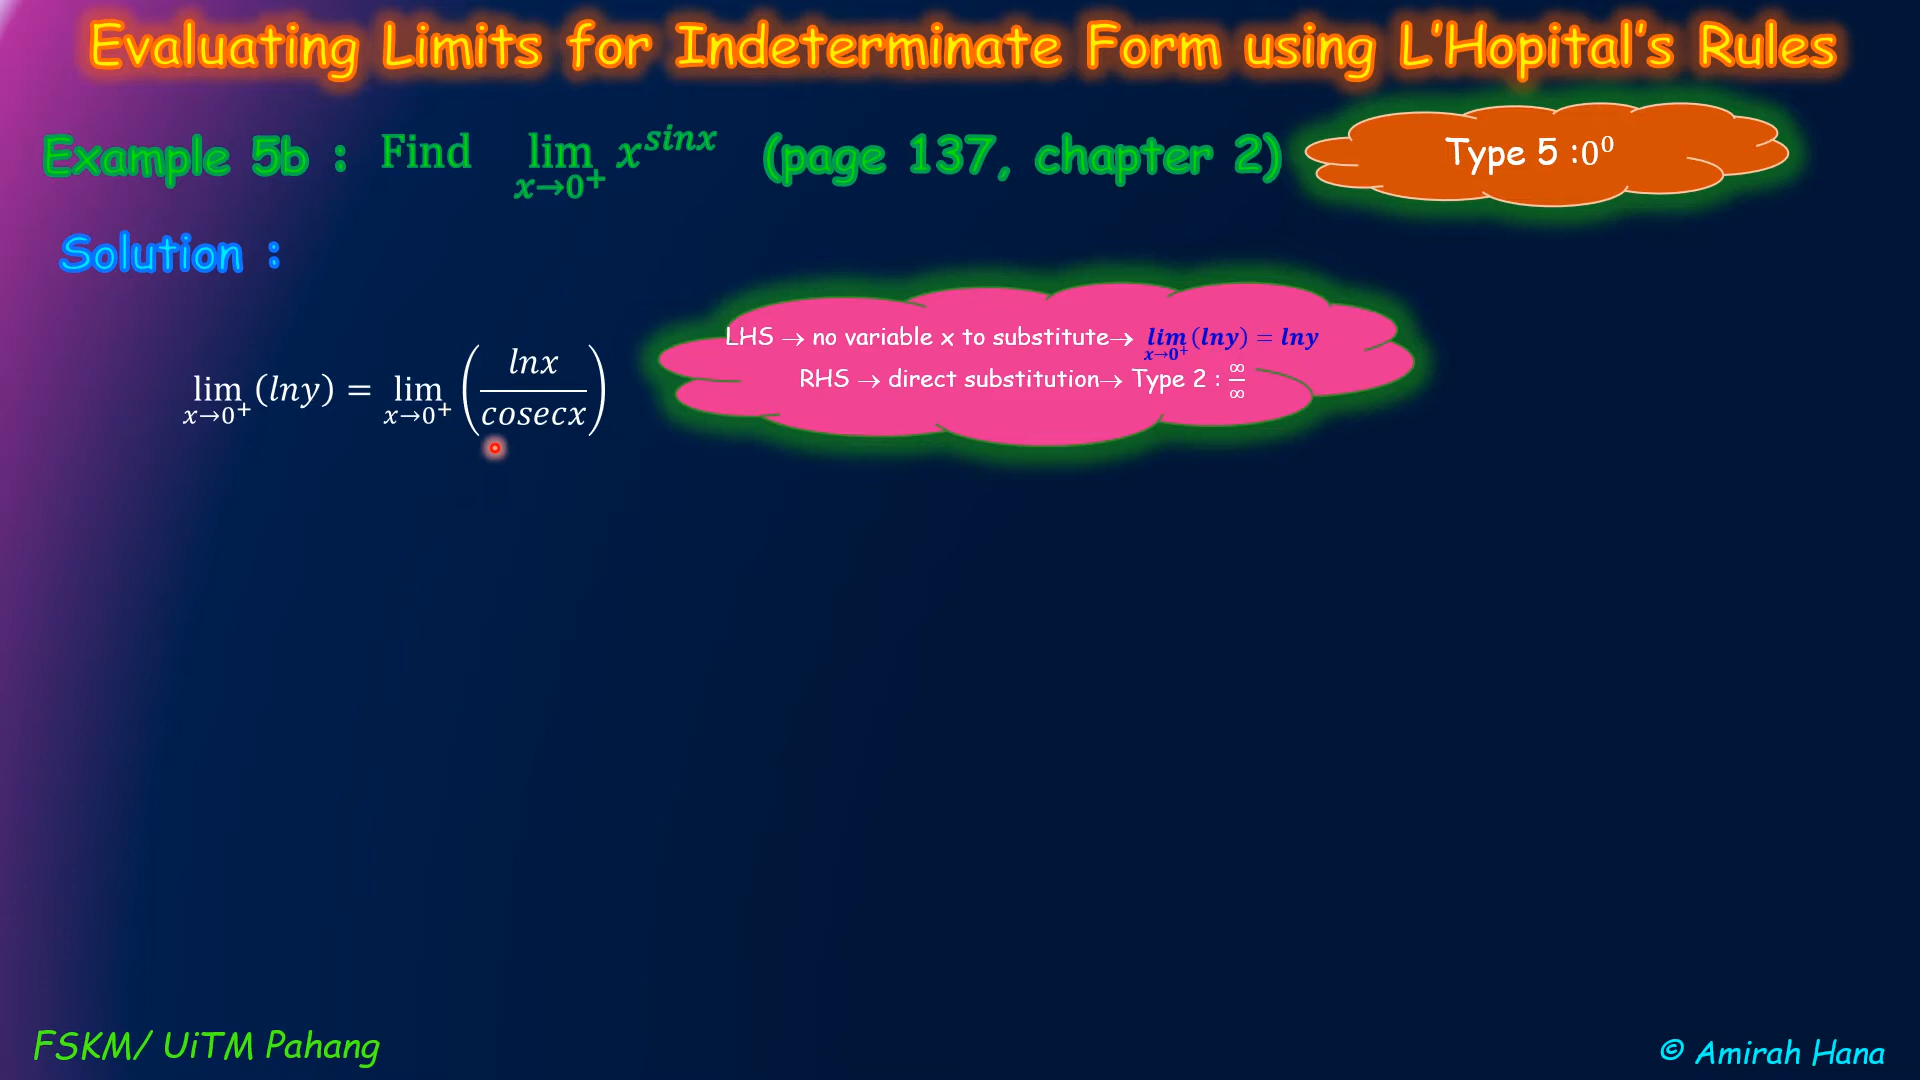 Evaluating Limits for Indeterminate Form using L'Hopital's Rules
Example 5b : Find lim x→0⁺ x^{sinx} (page 137, chapter 2)
Type 5 :0⁰
Solution :
LHS → no variable x to substitute→ lim x→0⁺ (lny) = lny
RHS → direct substitution→ Type 2 : ∞/∞
lim x→0⁺ (lny) = lim x→0⁺ (lnx/cosecx)
FSKM/ UiTM Pahang
© Amirah Hana